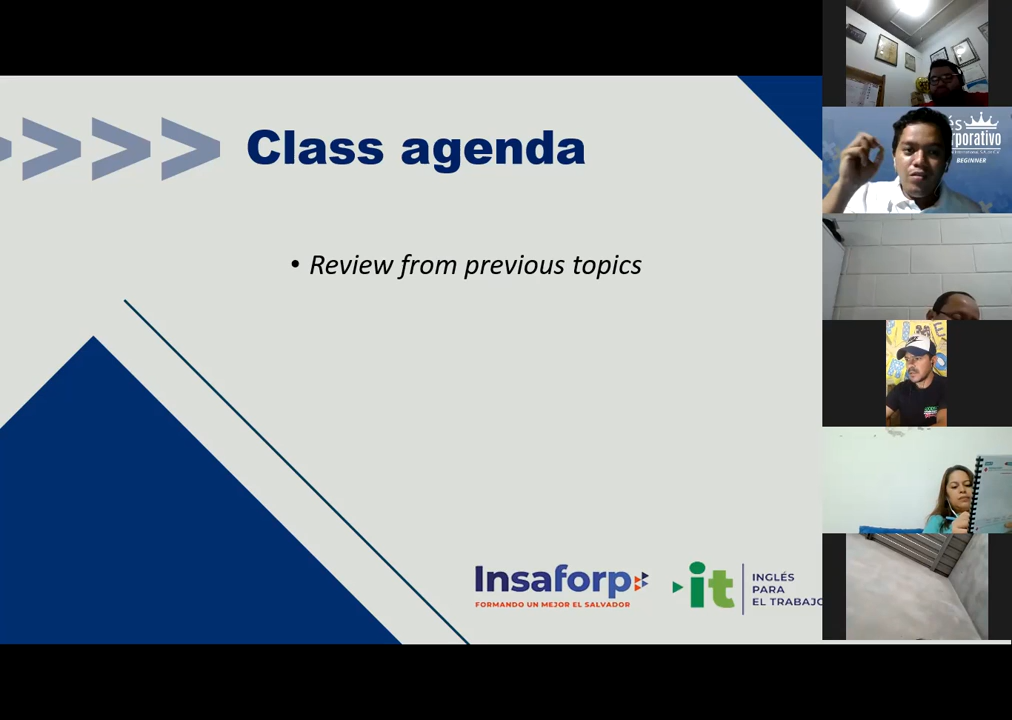 Class agenda
• Review from previous topics
Insaforp
FORMANDO UN MEJOR EL SALVADOR
it
INGLÉS
PARA
EL TRABAJO
és
rporativo
BEGINNER